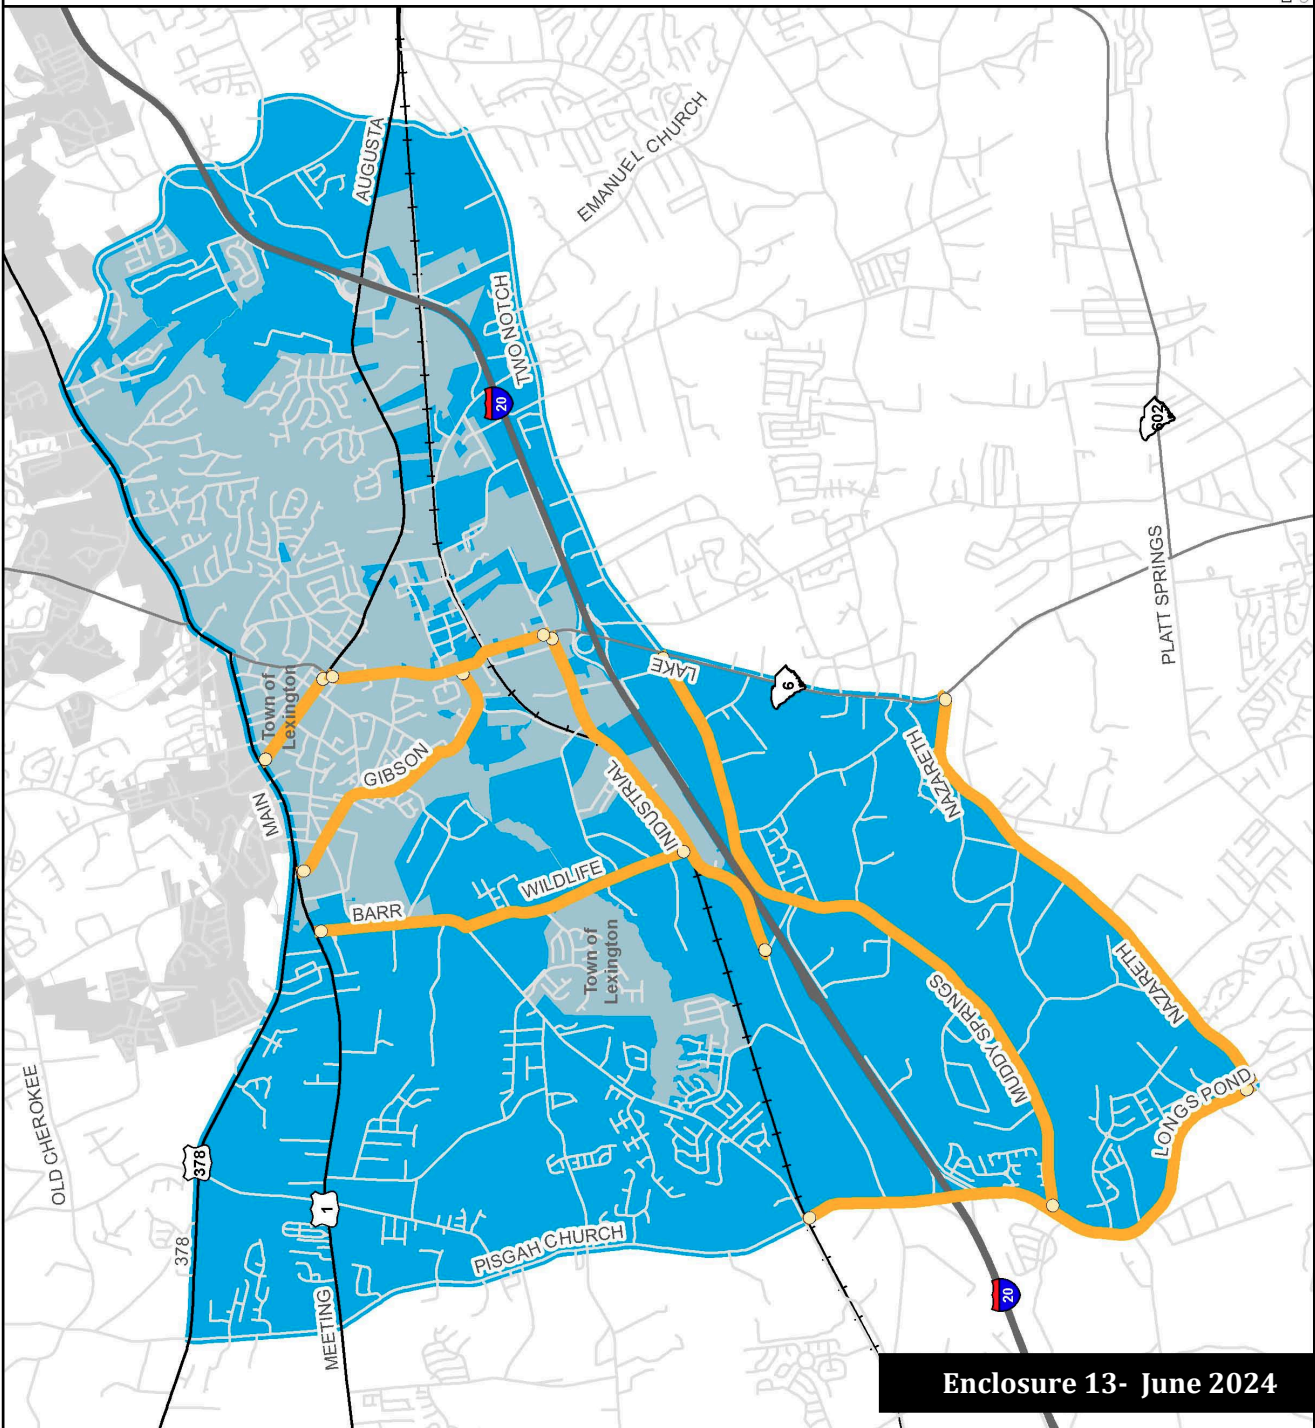 AUGUSTA
EMANUEL CHURCH
TWO NOTCH
20
602
PLATT SPRINGS
LAKE
6
Town of
Lexington
GIBSON
MAIN
NAZARETH
INDUSTRIAL
WILDLIFE
BARR
Town of
Lexington
NAZARETH
MUDDY SPRINGS
LONGS POND
OLD CHEROKEE
378
1
378
PISGAH CHURCH
MEETING
20
Enclosure 13- June 2024